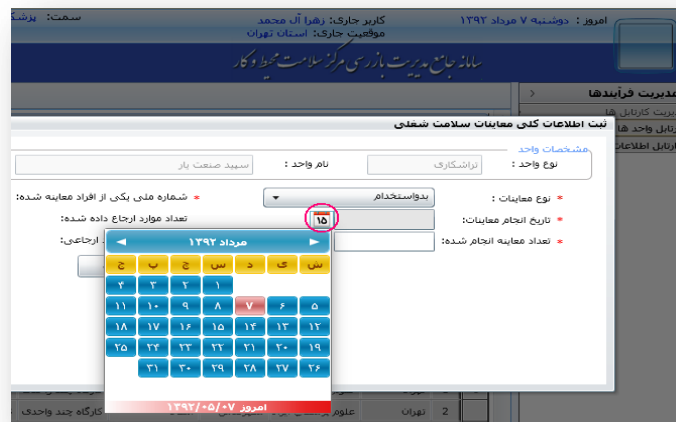 امروز : دوشنبه ۷ مرداد ۱۳۹۲
کاربر جاری: زهرا آل محمد
سمت: پزشک
موقعیت جاری: استان تهران
سامانه جامع مدیریت بازرسی مرکز سلامت محیط و کار
مدیریت فرآیندها
ثبت اطلاعات کلی معاینات سلامت شغلی
مشخصات واحد
نوع واحد :
تراشکاری
نام واحد :
سپید صنعت یار
* نوع معاینات :
بدواستخدام
* شماره ملی یکی از افراد معاینه شده:
* تاریخ انجام معاینات:
۱۵
تعداد موارد ارجاع داده شده:
* تعداد معاینه انجام شده:
ارجاعی:
مرداد ۱۳۹۲
ش ی د س چ پ ج
۱ ۲ ۳ ۴
۵ ۶ ۷ ۸ ۹ ۱۰ ۱۱
۱۲ ۱۳ ۱۴ ۱۵ ۱۶ ۱۷ ۱۸
۱۹ ۲۰ ۲۱ ۲۲ ۲۳ ۲۴ ۲۵
۲۶ ۲۷ ۲۸ ۲۹ ۳۰ ۳۱
امروز ۱۳۹۲/۰۵/۰۷
2 تهران
کارگاه چند واحدی